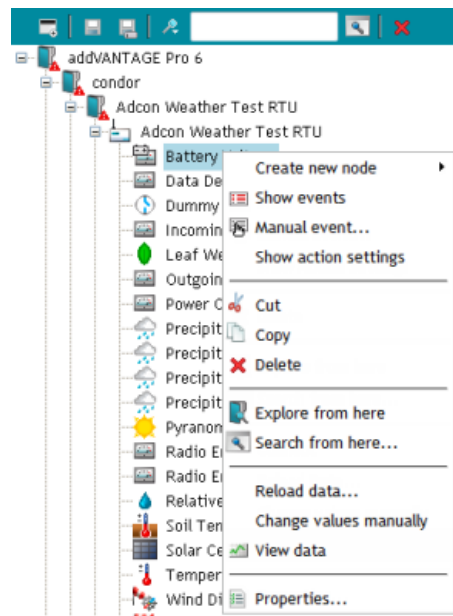 addVANTAGE Pro 6
condor
Adcon Weather Test RTU
Adcon Weather Test RTU
Battery
Data De
Dummy
Incomin
Leaf We
Outgoin
Power C
Precipit
Precipit
Precipit
Precipit
Pyranom
Radio E
Radio E
Relative
Soil Ten
Solar Ce
Temper
Wind Di
Create new node
Show events
Manual event...
Show action settings
Cut
Copy
Delete
Explore from here
Search from here...
Reload data...
Change values manually
View data
Properties...